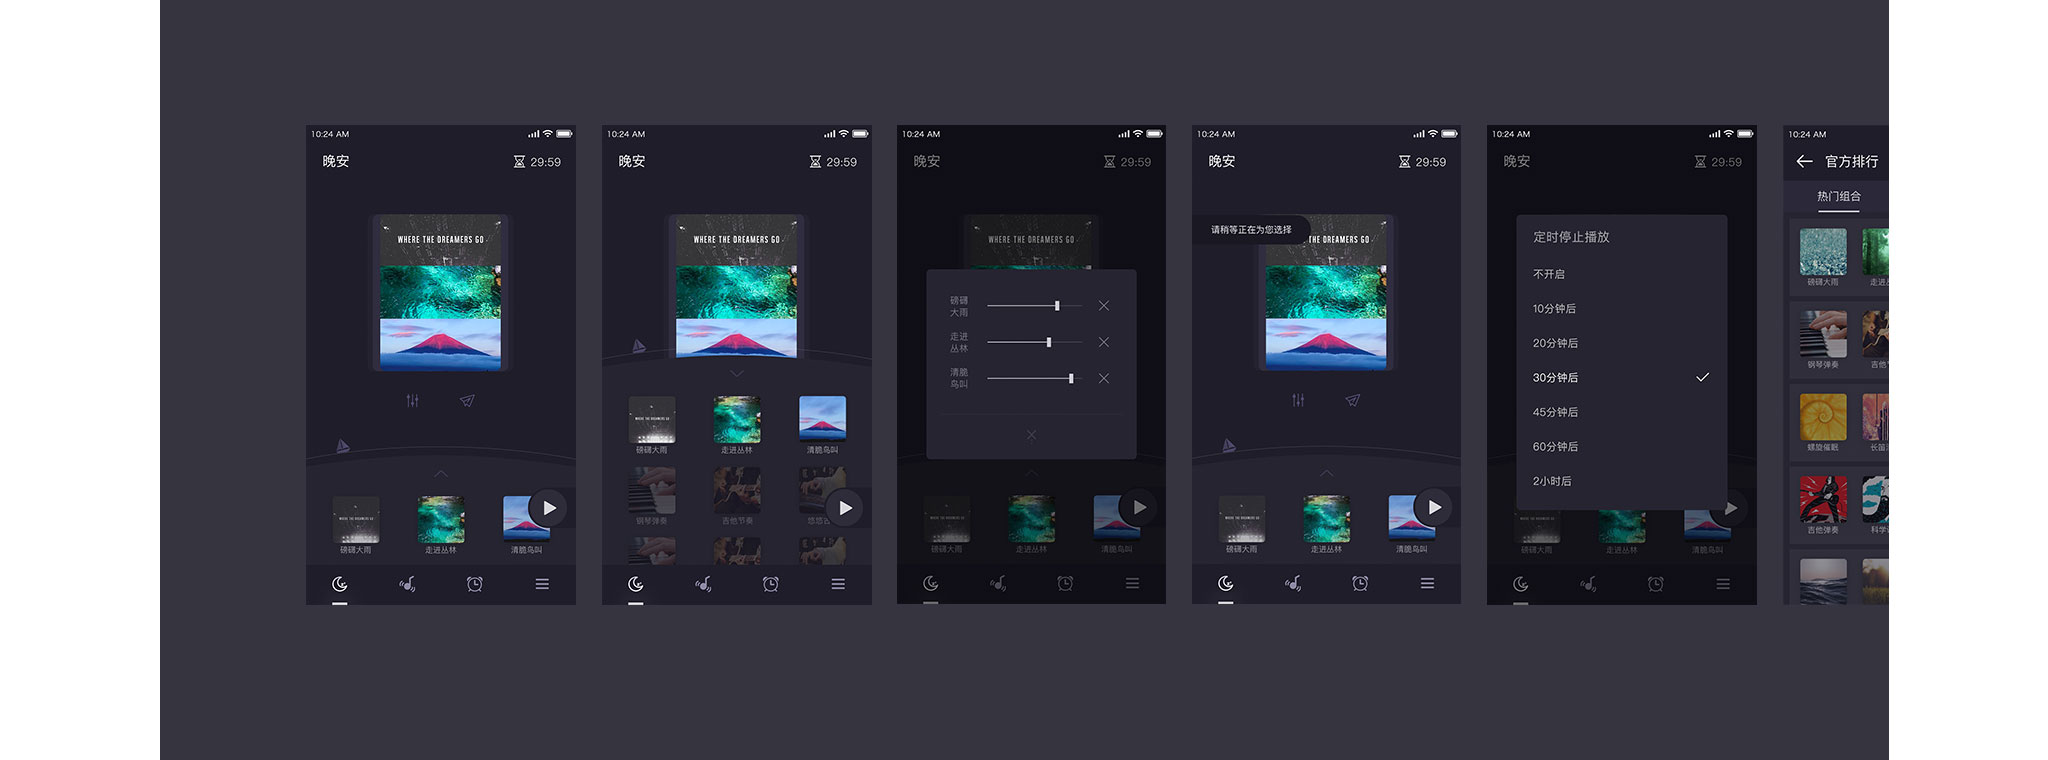 10:24 AM
晚安
29:59
WHERE THE DREAMERS GO
磅礴大雨
走进丛林
清脆鸟叫
10:24 AM
晚安
29:59
WHERE THE DREAMERS GO
WHERE THE DREAMERS GO
磅礴大雨
走进丛林
清脆鸟叫
钢琴弹奏
吉他节奏
10:24 AM
晚安
29:59
WHERE THE DREAMERS GO
磅礴
大雨
走进
丛林
清脆
鸟叫
磅礴大雨
走进丛林
清脆鸟叫
10:24 AM
晚安
29:59
请稍等正在为您选择
THE DREAMERS GO
磅礴大雨
走进丛林
清脆鸟叫
10:24 AM
晚安
29:59
定时停止播放
不开启
10分钟后
20分钟后
30分钟后
45分钟后
60分钟后
2小时后
磅礴大雨
走进丛林
清脆鸟叫
10:24 AM
官方排行
热门组合
磅礴大雨
走进
钢琴弹奏
吉他
螺旋催眠
长笛
吉他弹奏
科学